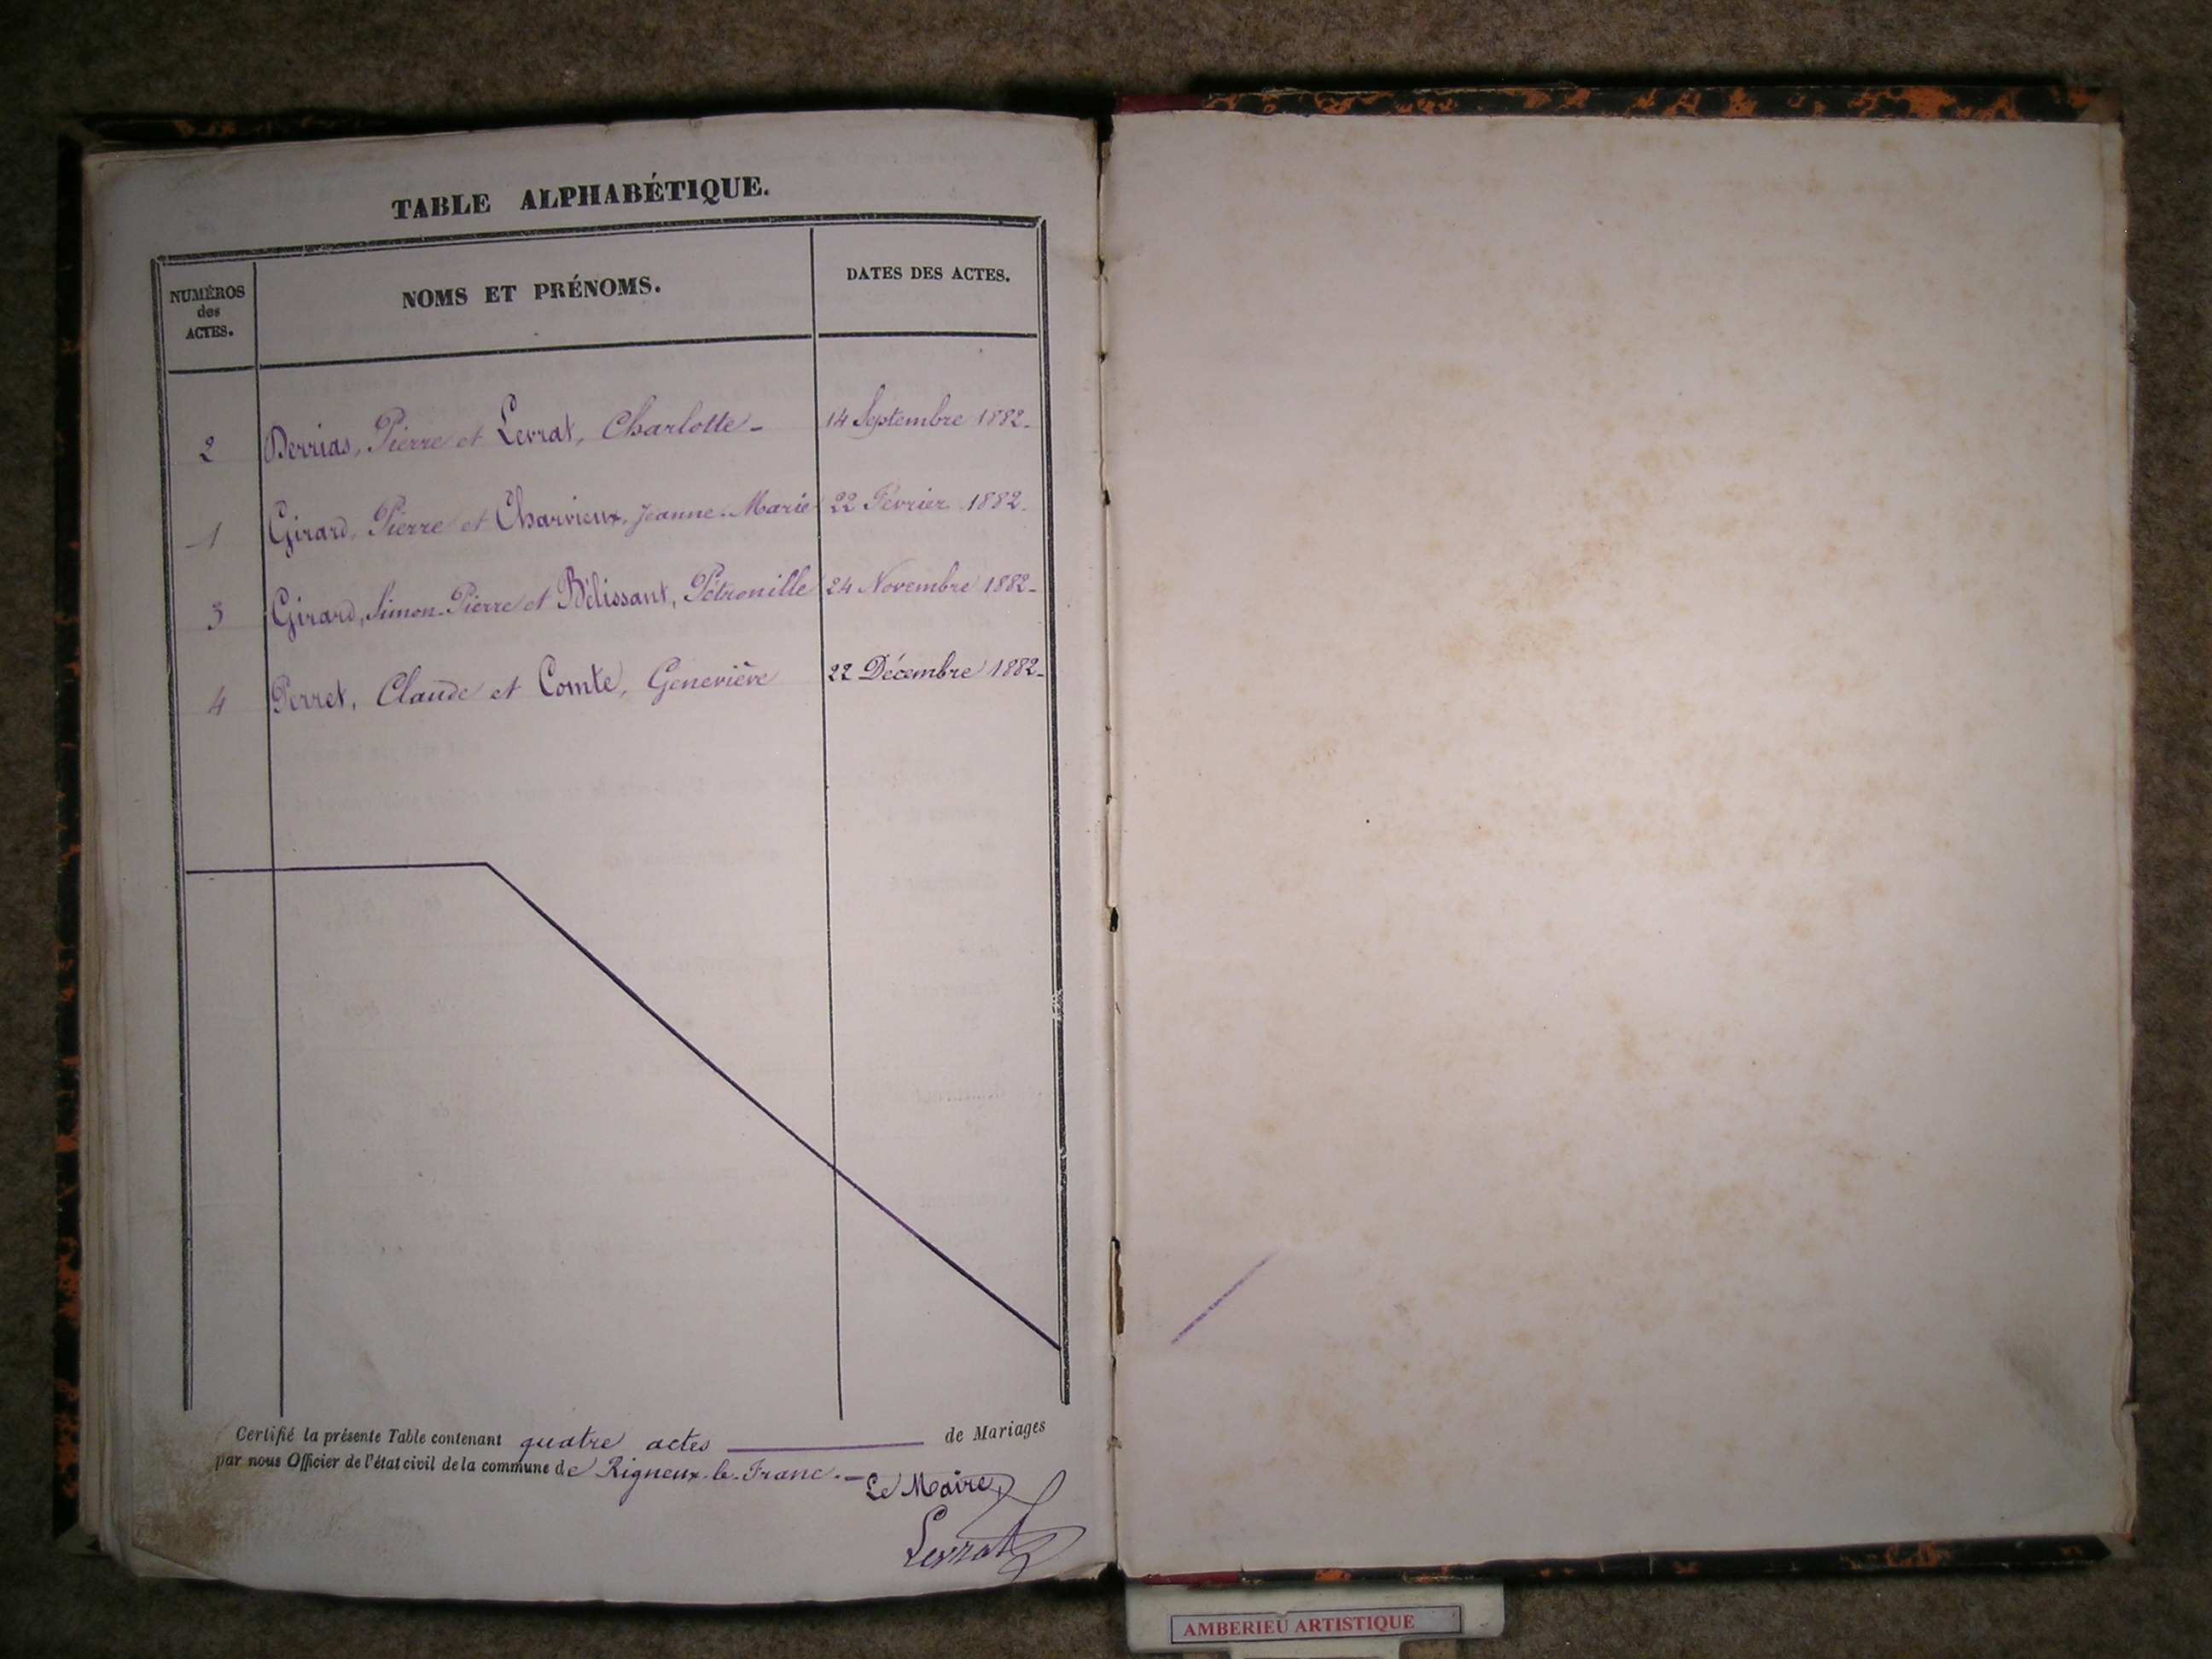 TABLE ALPHABÉTIQUE.
NUMÉROS des ACTES.
NOMS ET PRÉNOMS.
DATES DES ACTES.
2 Derrias, Pierre et Levrat, Charlotte - 14 Septembre 1882.
1 Girard, Pierre et Charvieux, Jeanne-Marie 22 Février 1882.
3 Girard, Simon-Pierre et Bélissant, Pétronille 24 Novembre 1882-
4 Perret, Claude et Comte, Geneviève 22 Décembre 1882-
Certifié la présente Table contenant quatre actes de Mariages
par nous Officier de l'état civil de la commune de Rigneux-le-Franc. -
Le Maire
Levrat
AMBERIEU ARTISTIQUE